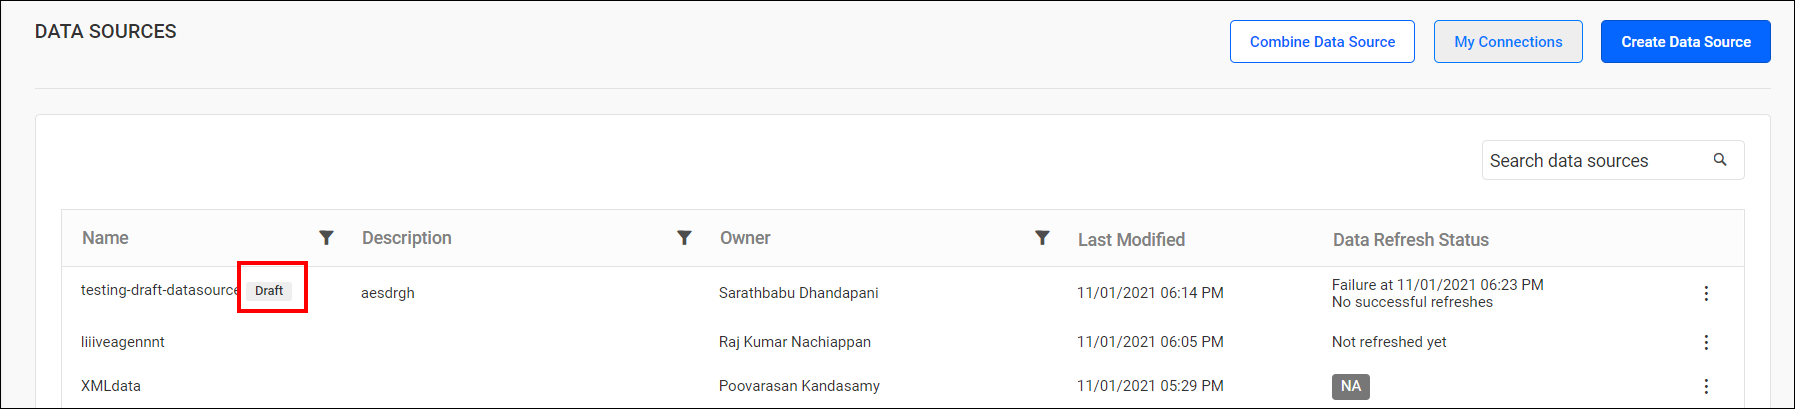 DATA SOURCES
Combine Data Source
My Connections
Create Data Source
Search data sources
Name
Description
Owner
Last Modified
Data Refresh Status
testing-draft-datasource Draft
aesdrgh
Sarathbabu Dhandapani
11/01/2021 06:14 PM
Failure at 11/01/2021 06:23 PM
No successful refreshes
liiiveagennnt
Raj Kumar Nachiappan
11/01/2021 06:05 PM
Not refreshed yet
XMLdata
Poovarasan Kandasamy
11/01/2021 05:29 PM
NA